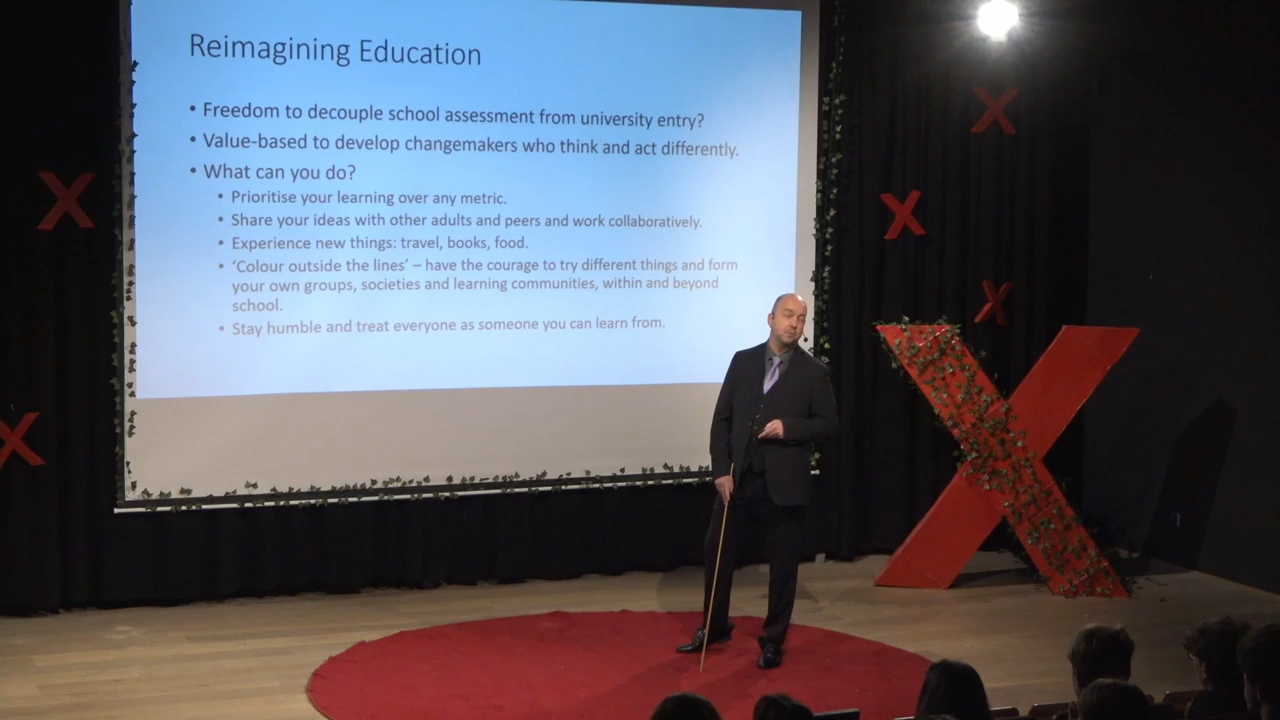 Reimagining Education
• Freedom to decouple school assessment from university entry?
• Value-based to develop changemakers who think and act differently.
• What can you do?
• Prioritise your learning over any metric.
• Share your ideas with other adults and peers and work collaboratively.
• Experience new things: travel, books, food.
• ‘Colour outside the lines’ – have the courage to try different things and form
your own groups, societies and learning communities, within and beyond
school.
• Stay humble and treat everyone as someone you can learn from.
X
X
X
X
X
X